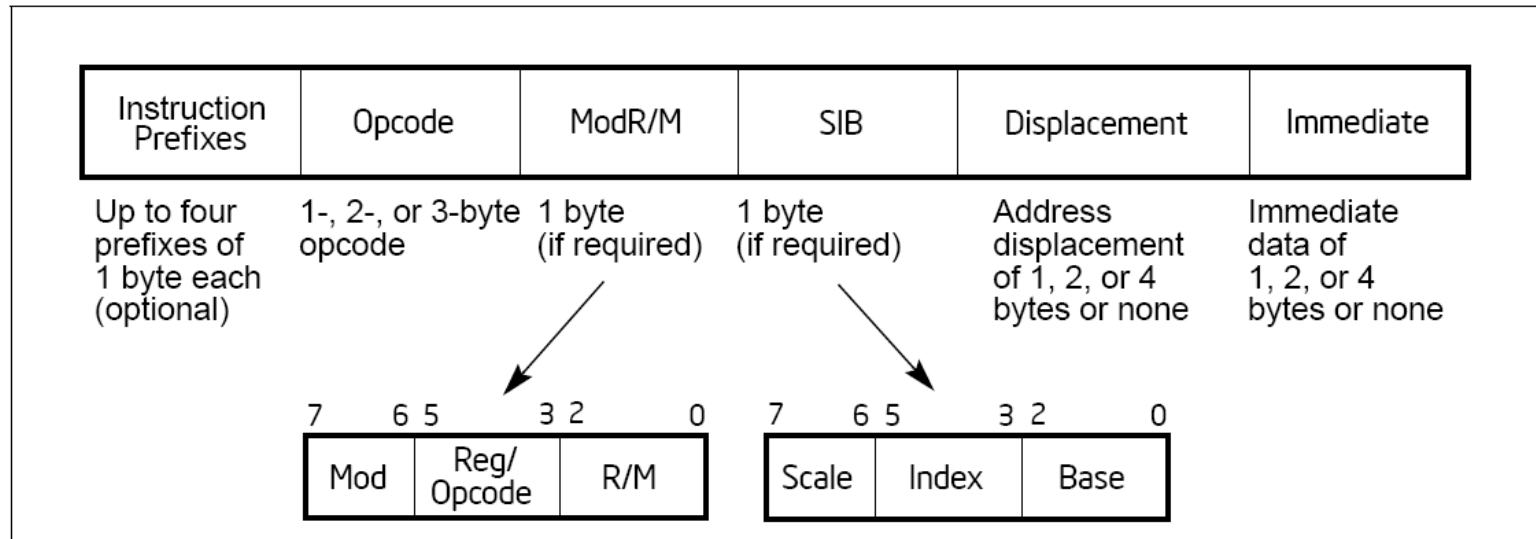 Instruction
Prefixes
Opcode
ModR/M
SIB
Displacement
Immediate
Up to four
prefixes of
1 byte each
(optional)
1-, 2-, or 3-byte
opcode
1 byte
(if required)
1 byte
(if required)
Address
displacement
of 1, 2, or 4
bytes or none
Immediate
data of
1, 2, or 4
bytes or none
7 6 5 3 2 0
Mod
Reg/
Opcode
R/M
7 6 5 3 2 0
Scale
Index
Base